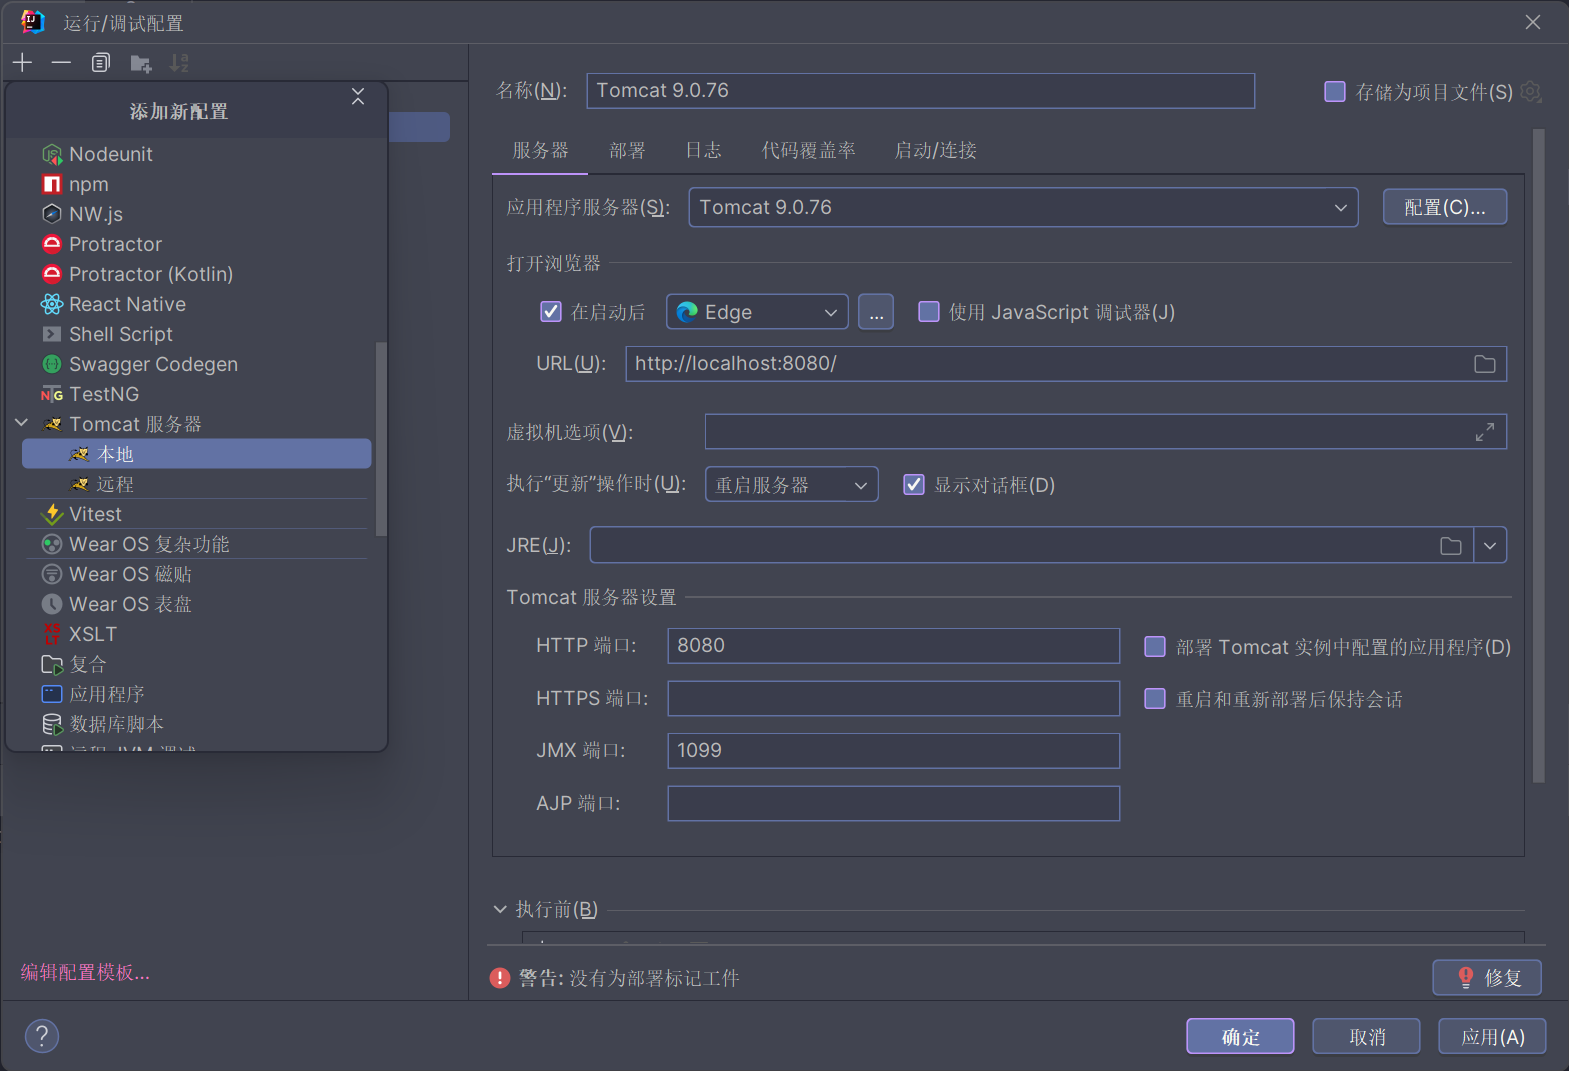 运行/调试配置
添加新配置
Nodeunit
npm
NW.js
Protractor
Protractor (Kotlin)
React Native
Shell Script
Swagger Codegen
TestNG
Tomcat 服务器
本地
远程
Vitest
Wear OS 复杂功能
Wear OS 磁贴
Wear OS 表盘
XSLT
复合
应用程序
数据库脚本
远程 JVM 调试
编辑配置模板...
名称(N):
Tomcat 9.0.76
存储为项目文件(S)
服务器 部署 日志 代码覆盖率 启动/连接
应用程序服务器(S):
Tomcat 9.0.76
配置(C)...
打开浏览器
在启动后
Edge
...
使用 JavaScript 调试器(J)
URL(U):
http://localhost:8080/
虚拟机选项(V):
执行“更新”操作时(U):
重启服务器
显示对话框(D)
JRE(J):
Tomcat 服务器设置
HTTP 端口:
8080
部署 Tomcat 实例中配置的应用程序(D)
HTTPS 端口:
重启和重新部署后保持会话
JMX 端口:
1099
AJP 端口:
执行前(B)
警告: 没有为部署标记工件
修复
?
确定
取消
应用(A)